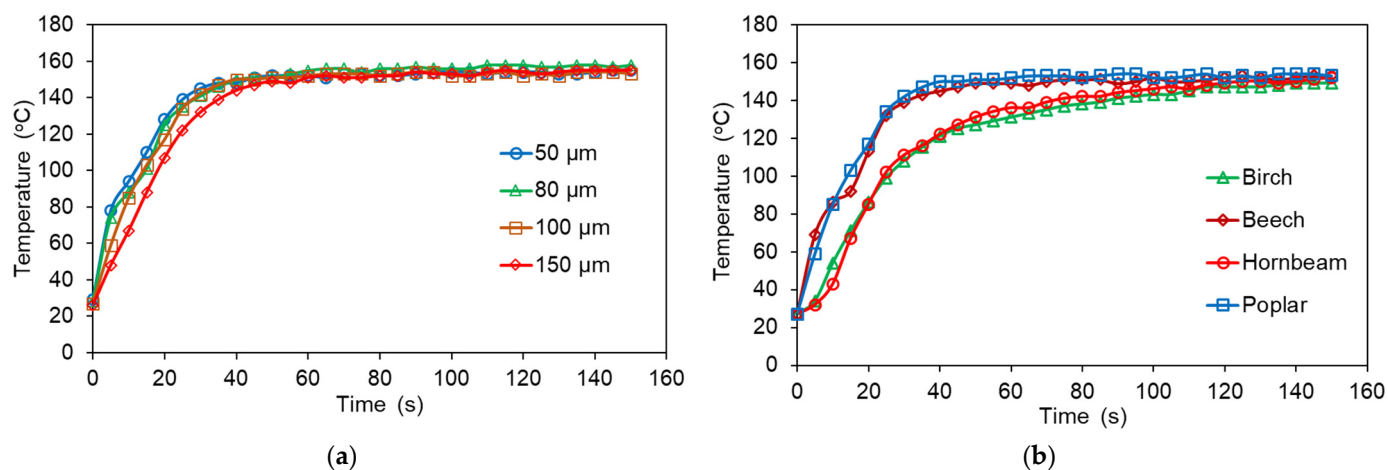 180
160
140
120
100
80
60
40
20
0
Temperature (°C)
50 µm
80 µm
100 µm
150 µm
0 20 40 60 80 100 120 140 160
Time (s)
(a)
180
160
140
120
100
80
60
40
20
0
Temperature (°C)
Birch
Beech
Hornbeam
Poplar
0 20 40 60 80 100 120 140 160
Time (s)
(b)